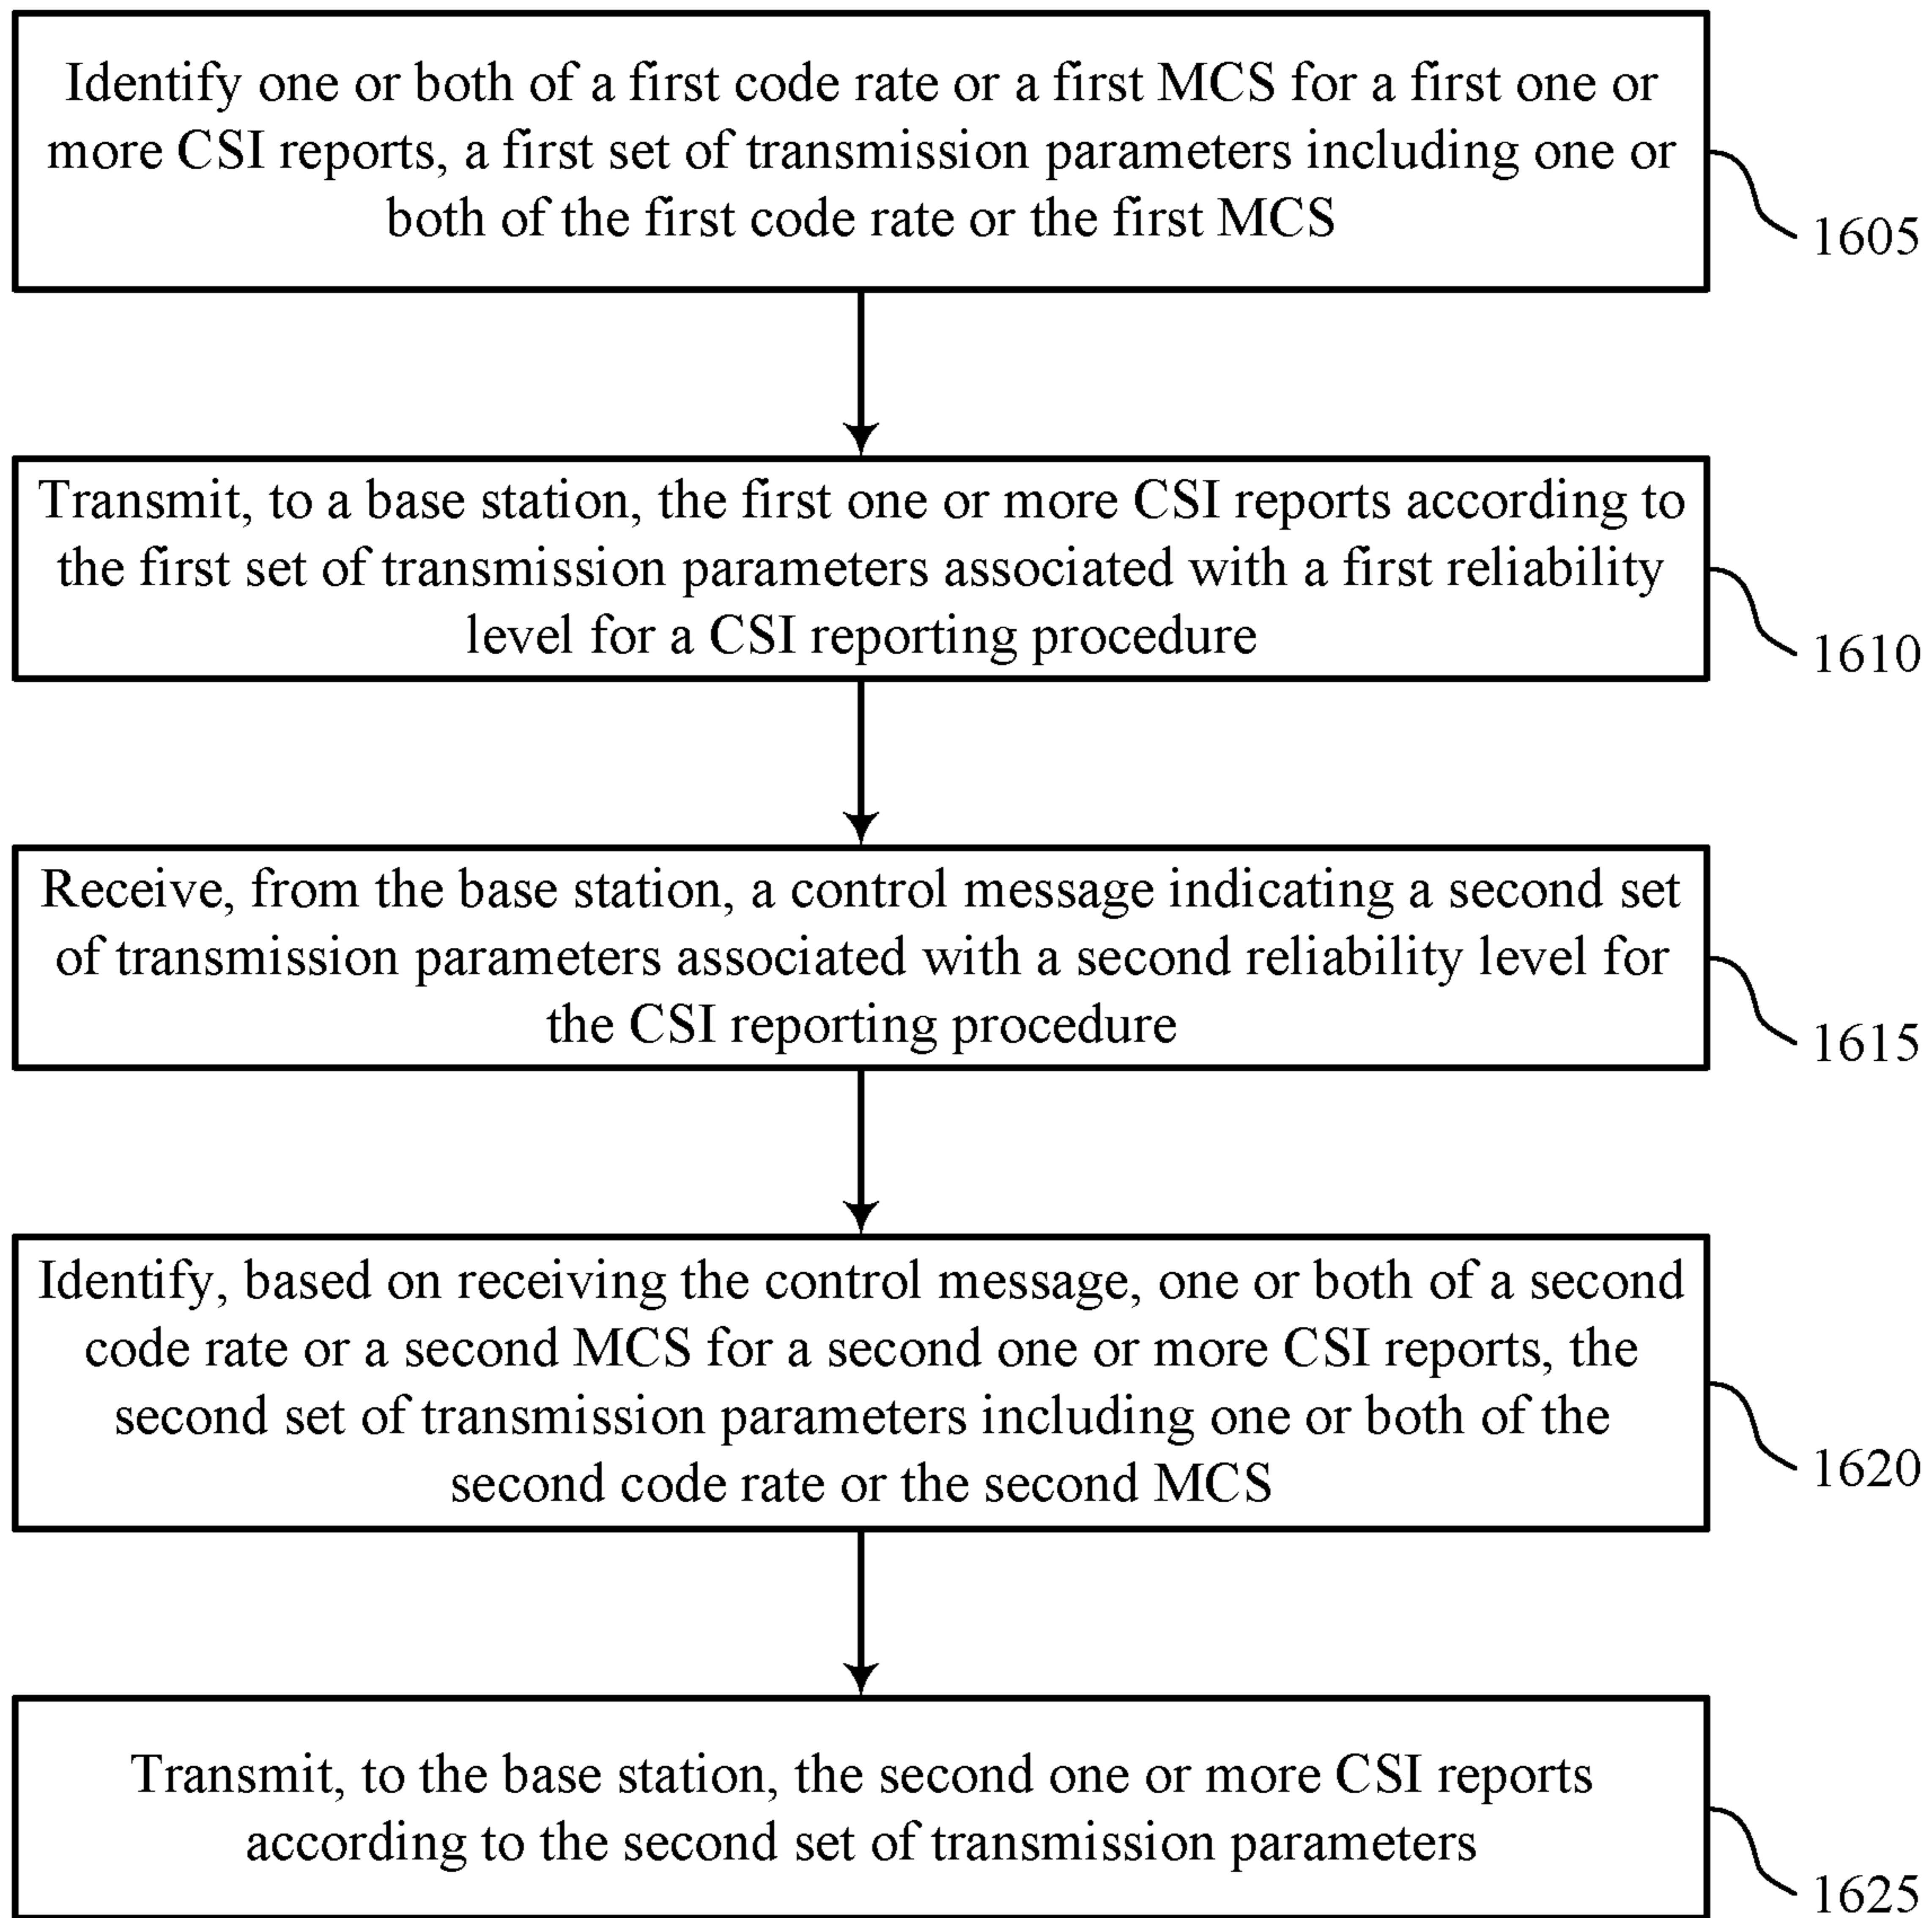 Identify one or both of a first code rate or a first MCS for a first one or
more CSI reports, a first set of transmission parameters including one or
both of the first code rate or the first MCS
1605
Transmit, to a base station, the first one or more CSI reports according to
the first set of transmission parameters associated with a first reliability
level for a CSI reporting procedure
1610
Receive, from the base station, a control message indicating a second set
of transmission parameters associated with a second reliability level for
the CSI reporting procedure
1615
Identify, based on receiving the control message, one or both of a second
code rate or a second MCS for a second one or more CSI reports, the
second set of transmission parameters including one or both of the
second code rate or the second MCS
1620
Transmit, to the base station, the second one or more CSI reports
according to the second set of transmission parameters
1625